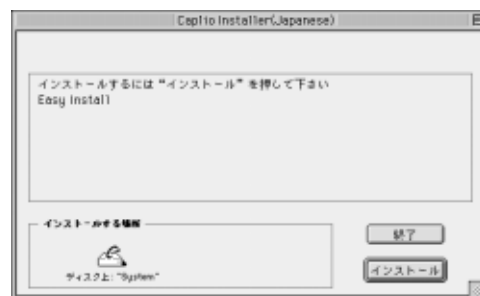 Caplio Installer(Japanese)
インストールするには “インストール” を押して下さい
Easy Install
インストールする場所
ディスク上: "System"
終了
インストール